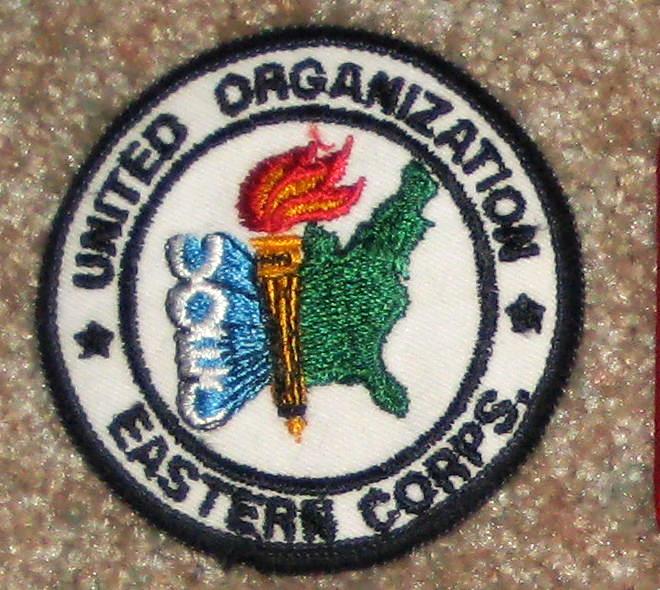 UNITED ORGANIZATION
EASTERN CORPS,